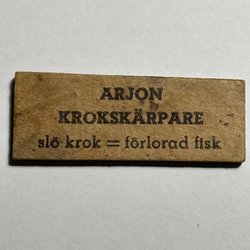 ARJON
KROKSKÄRPARE
slö krok = förlorad fisk